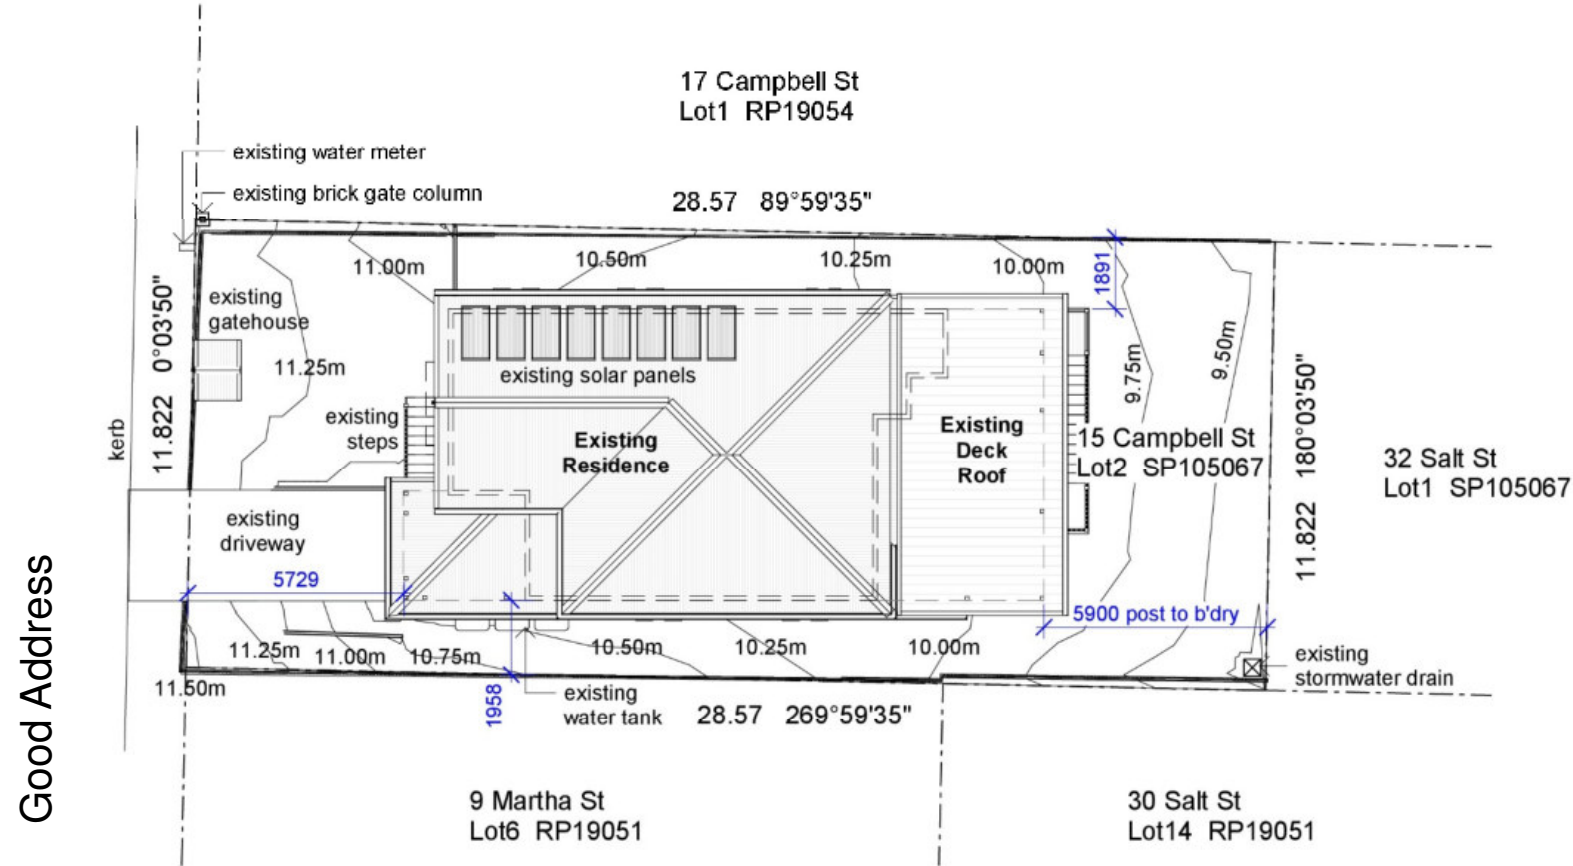 17 Campbell St
Lot1 RP19054
existing water meter
existing brick gate column
28.57 89°59'35"
11.00m
10.50m
10.25m
10.00m
1891
existing
gatehouse
11.25m
11.822 0°03'50"
kerb
existing solar panels
existing
steps
Existing
Residence
Existing
Deck
Roof
9.75m
9.50m
15 Campbell St
Lot2 SP105067
11.822 180°03'50"
32 Salt St
Lot1 SP105067
existing
driveway
5729
5900 post to b'dry
Good Address
11.25m
11.00m
10.75m
10.50m
10.25m
10.00m
existing
stormwater drain
11.50m
1958
existing
water tank
28.57 269°59'35"
9 Martha St
Lot6 RP19051
30 Salt St
Lot14 RP19051